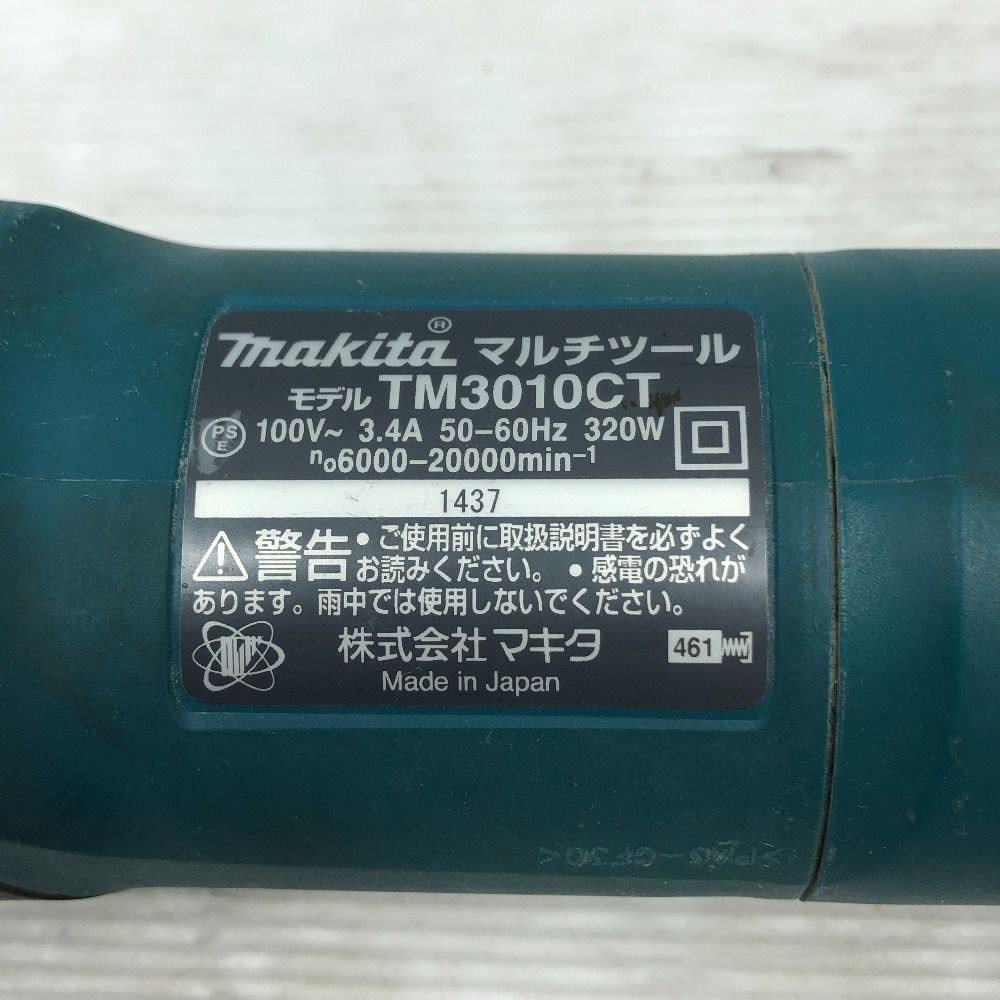 makita® マルチツール
モデル TM3010CT
PSE 100V~ 3.4A 50-60Hz 320W
n₀6000-20000min⁻¹
1437
警告 • ご使用前に取扱説明書を必ずよく
お読みください。 • 感電の恐れが
あります。雨中では使用しないでください。
株式会社 マキタ 461
Made in Japan